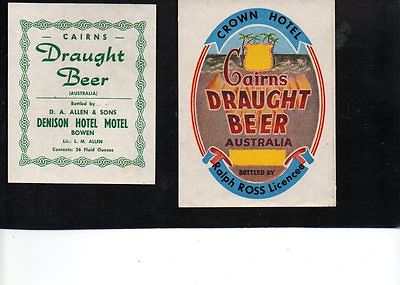 CAIRNS
Draught
Beer
(AUSTRALIA)
Bottled by
D. A. ALLEN & SONS
DENISON HOTEL MOTEL
BOWEN
Lic: L. M. ALLEN
Contents: 26 Fluid Ounces
CROWN HOTEL
Cairns
DRAUGHT
BEER
AUSTRALIA
BOTTLED BY
Ralph ROSS Licencee